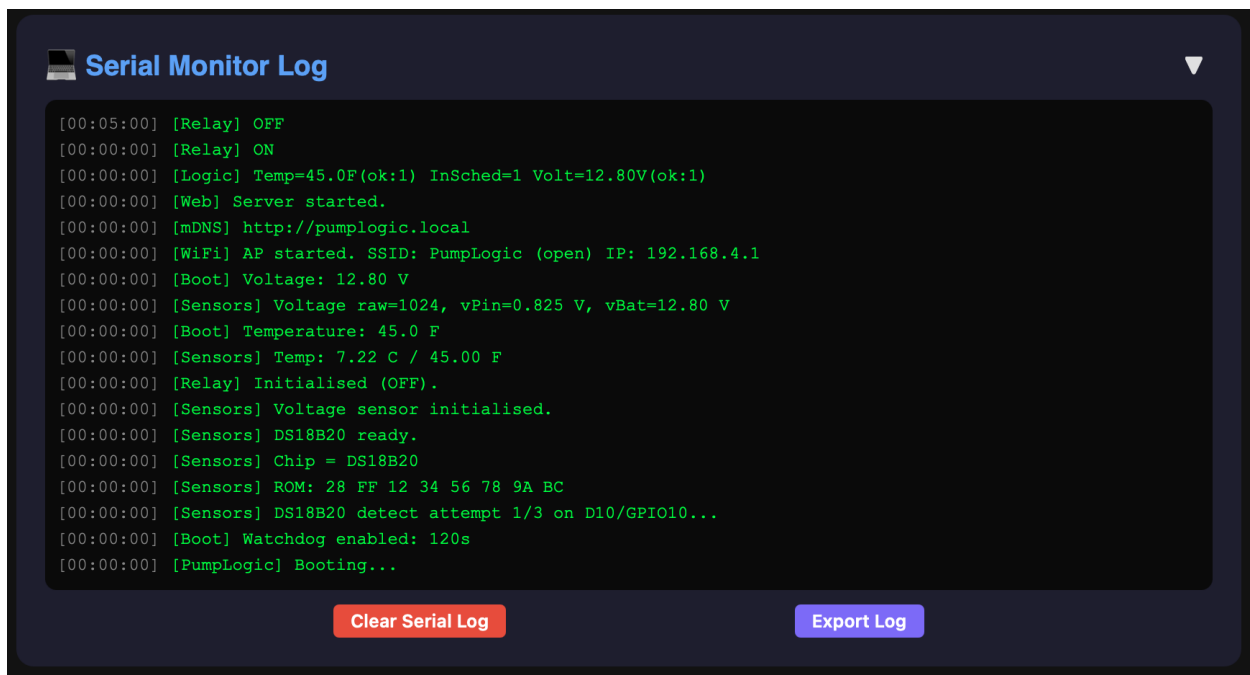 Serial Monitor Log
[00:05:00] [Relay] OFF
[00:00:00] [Relay] ON
[00:00:00] [Logic] Temp=45.0F(ok:1) InSched=1 Volt=12.80V(ok:1)
[00:00:00] [Web] Server started.
[00:00:00] [mDNS] http://pumplogic.local
[00:00:00] [WiFi] AP started. SSID: PumpLogic (open) IP: 192.168.4.1
[00:00:00] [Boot] Voltage: 12.80 V
[00:00:00] [Sensors] Voltage raw=1024, vPin=0.825 V, vBat=12.80 V
[00:00:00] [Boot] Temperature: 45.0 F
[00:00:00] [Sensors] Temp: 7.22 C / 45.00 F
[00:00:00] [Relay] Initialised (OFF).
[00:00:00] [Sensors] Voltage sensor initialised.
[00:00:00] [Sensors] DS18B20 ready.
[00:00:00] [Sensors] Chip = DS18B20
[00:00:00] [Sensors] ROM: 28 FF 12 34 56 78 9A BC
[00:00:00] [Sensors] DS18B20 detect attempt 1/3 on D10/GPIO10...
[00:00:00] [Boot] Watchdog enabled: 120s
[00:00:00] [PumpLogic] Booting...
Clear Serial Log
Export Log